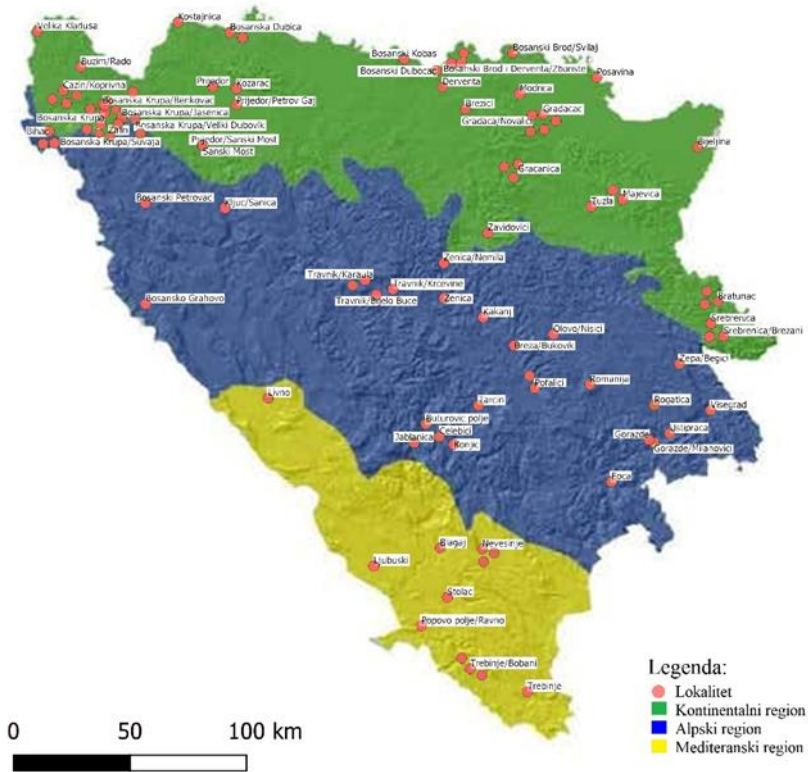 Kostajnica
Velika Kladusa
Bosanska Dubica
Bosanski Kobas
Bosanski Brod/Svilaj
Buzim/Rado
Bosanski Dubocac
Bosanski Brod i Derventa/Zboriste
Posavina
Cazin/Koprivna
Prijedor
Kozarac
Derventa
Modrica
Bosanska Krupa/Benkovac
Prijedor/Petrov Gaj
Brezici
Gradacac
Bosanska Krupa
Bosanska Krupa/Jasenica
Gradaca/Novalici
Bihac
Bosanska Krupa/Veliki Dubovik
Bosanska Krupa/Suvaja
Prijedor/Sanski Most
Sanski Most
Bijeljina
Gracanica
Bosanski Petrovac
Kljuc/Sanica
Tuzla
Majevica
Zavidovici
Zenica/Nemila
Travnik/Karaula
Travnik/Krcevine
Travnik/Bijelo Buce
Zenica
Bratunac
Bosansko Grahovo
Kakanj
Srebrenica
Olovo/Nisici
Srebrenica/Brezani
Breza/Bukovik
Zepa/Begici
Pofalici
Romanija
Livno
Tarcin
Rogatica
Visegrad
Buturovic polje
Celebici
Ustipraca
Jablanica
Konjic
Gorazde
Gorazde/Milanovici
Foca
Blagaj
Nevesinje
Ljubuski
Stolac
Popovo polje/Ravno
Trebinje/Bobani
Trebinje
Legenda:
Lokalitet
Kontinentalni region
Alpski region
Mediteranski region
0 50 100 km